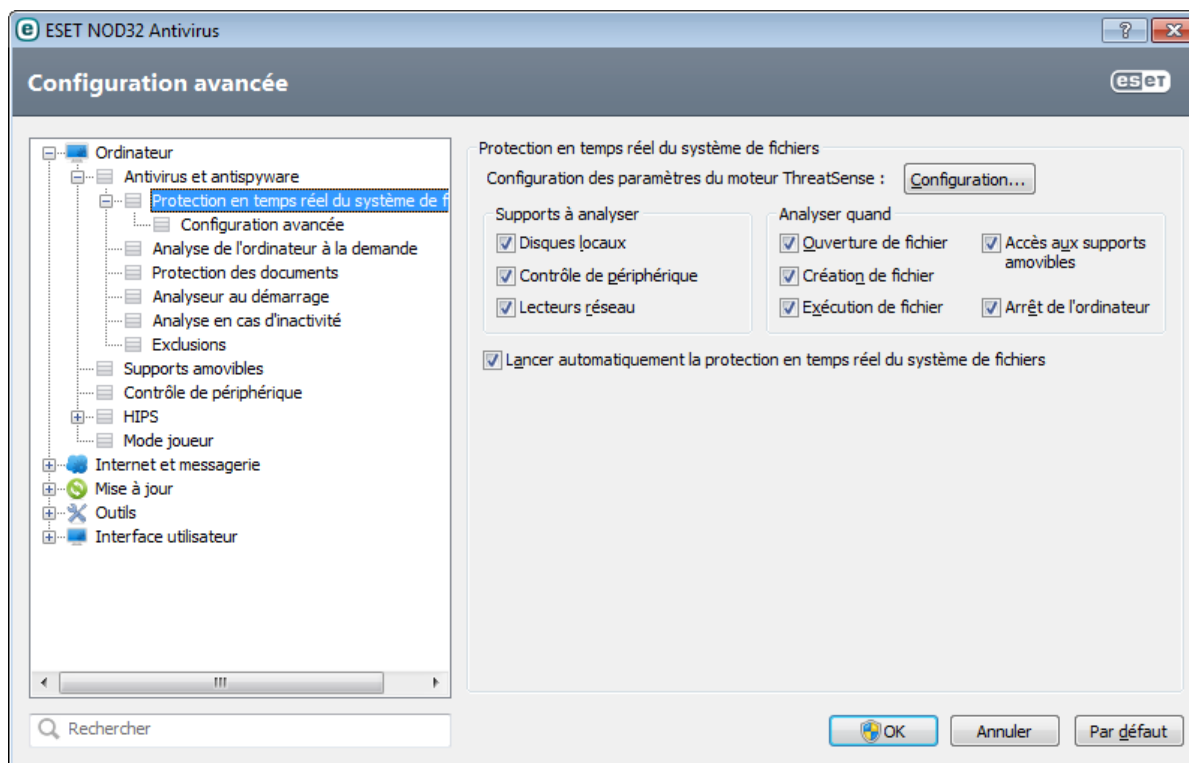 ESET NOD32 Antivirus
Configuration avancée
eset
Ordinateur
Antivirus et antispyware
Protection en temps réel du système de f
Configuration avancée
Analyse de l'ordinateur à la demande
Protection des documents
Analyseur au démarrage
Analyse en cas d'inactivité
Exclusions
Supports amovibles
Contrôle de périphérique
HIPS
Mode joueur
Internet et messagerie
Mise à jour
Outils
Interface utilisateur
Rechercher
Protection en temps réel du système de fichiers
Configuration des paramètres du moteur ThreatSense : Configuration...
Supports à analyser
Disques locaux
Contrôle de périphérique
Lecteurs réseau
Analyser quand
Ouverture de fichier
Création de fichier
Exécution de fichier
Accès aux supports
amovibles
Arrêt de l'ordinateur
Lancer automatiquement la protection en temps réel du système de fichiers
OK Annuler Par défaut